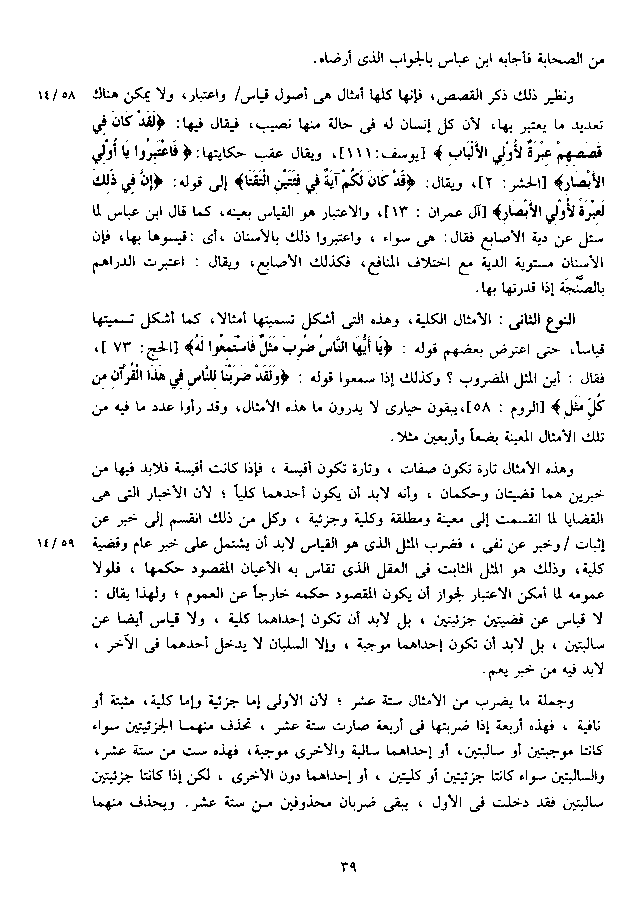 من الصحابة فأجابه ابن عباس بالجواب الذى أرضاه.
ونظير ذلك ذكر القصص، فإنها كلها أمثال هى أصول قياس/ واعتبار، ولا يمكن هناك ١٤/٥٨
تعديد ما يعتبر بها، لأن كل إنسان له فى حالة منها نصيب، فيقال فيها: ﴿لَقَدْ كَانَ فِي
قَصَصِهِمْ عِبْرَةٌ لأُوْلِي الأَلْبَابِ ﴾ [يوسف: ١١١]، ويقال عقب حكايتها: ﴿ فَاعْتَبِرُوا يَا أُولِي
الأَبْصَارِ﴾ [الحشر: ٢]، ويقال: ﴿قَدْ كَانَ لَكُمْ آيَةٌ فِي فِئَتَيْنِ الْتَقَتَا﴾ إلى قوله: ﴿إِنَّ فِي ذَلِكَ
لَعِبْرَةً لأُوْلِي الأَبْصَارِ﴾ [آل عمران : ١٣]، والاعتبار هو القياس بعينه، كما قال ابن عباس لما
سئل عن دية الأصابع فقال: هى سواء ، واعتبروا ذلك بالأسنان ،أى : قيسوها بها، فإن
الأسنان مستوية الدية مع اختلاف المنافع، فكذلك الأصابع، ويقال : اعتبرت الدراهم
بالصَّنْجَة إذا قدرتها بها.
النوع الثانى : الأمثال الكلية، وهذه التى أشكل تسميتها أمثالا، كما أشكل تسميتها
قياساً، حتى اعترض بعضهم قوله : ﴿يَا أَيُّهَا النَّاسُ ضُرِبَ مَثَلٌ فَاسْتَمِعُوا لَهُ﴾ [الحج: ٧٣ ]،
فقال : أين المثل المضروب ؟ وكذلك إذا سمعوا قوله : ﴿وَلَقَدْ ضَرَبْنَا لِلنَّاسِ فِي هَذَا الْقُرْآنِ مِن
كُلِّ مَثَلٍ ﴾ [الروم : ٥٨]،يبقون حيارى لا يدرون ما هذه الأمثال، وقد رأوا عدد ما فيه من
تلك الأمثال المعينة بضعاً وأربعين مثلا.
وهذه الأمثال تارة تكون صفات ، وتارة تكون أقيسة ، فإذا كانت أقيسة فلابد فيها من
خبرين هما قضيتان وحكمان ، وأنه لابد أن يكون أحدهما كلياً ؛ لأن الأخبار التى هى
القضايا لما انقسمت إلى معينة ومطلقة وكلية وجزئية ، وكل من ذلك انقسم إلى خبر عن
إثبات /وخبر عن نفى ، فضرب المثل الذى هو القياس لابد أن يشتمل على خبر عام وقضية ١٤/٥٩
كلية، وذلك هو المثل الثابت فى العقل الذى تقاس به الأعيان المقصود حكمها ، فلولا
عمومه لما أمكن الاعتبار لجواز أن يكون المقصود حكمه خارجاً عن العموم ؛ ولهذا يقال :
لا قياس عن قضيتين جزئيتين ، بل لابد أن تكون إحداهما كلية ، ولا قياس أيضا عن
سالبتين ، بل لابد أن تكون إحداهما موجبة ، وإلا السلبان لا يدخل أحدهما فى الآخر ،
لابد فيه من خبر يعم.
وجملة ما يضرب من الأمثال ستة عشر ؛ لأن الأولى إما جزئية وإما كلية، مثبتة أو
نافية ، فهذه أربعة إذا ضربتها فى أربعة صارت ستة عشر ، تحذف منهما الجزئيتين سواء
كانتا موجبتين أو سالبتين، أو إحداهما سالبة والأخرى موجبة، فهذه ست من ستة عشر،
والسالبتين سواء كانتا جزئيتين أو كليتين ، أو إحداهما دون الأخرى ، لكن إذا كانتا جزئيتين
سالبتين فقد دخلت فى الأول ، يبقى ضربان محذوفين مـن ستة عشر. ويحذف منهما
٣٩